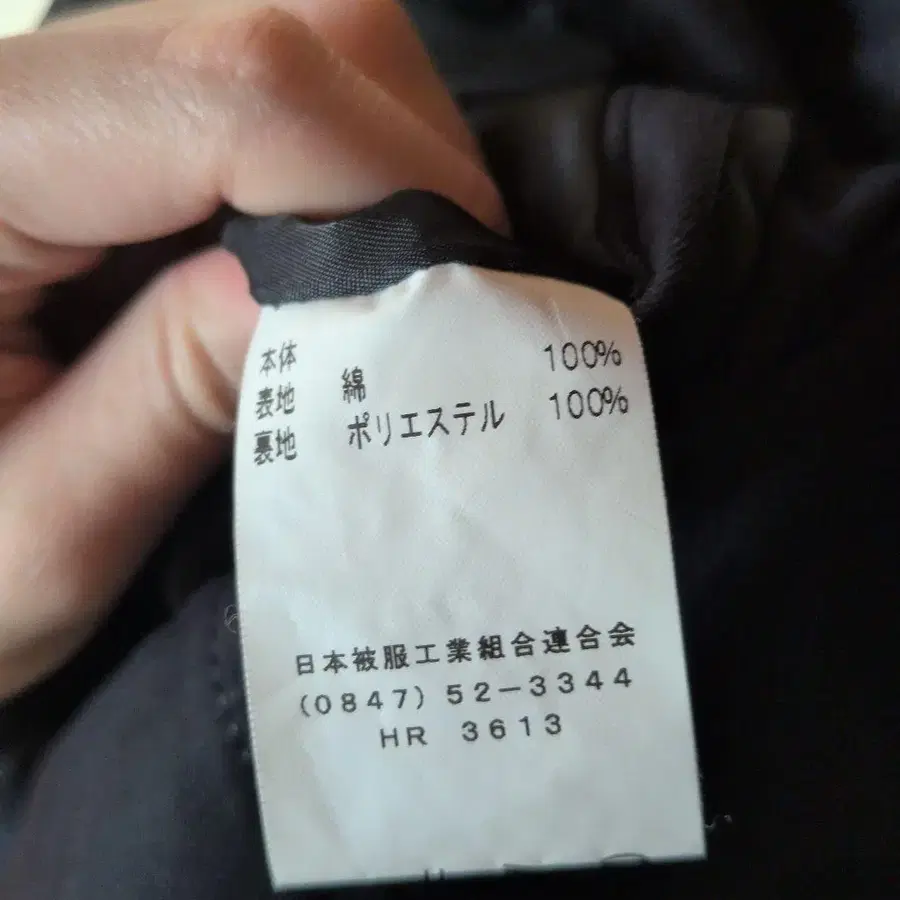 本体
表地 綿 100%
裏地 ポリエステル 100%
日本被服工業組合連合会
(0847) 52-3344
HR 3613